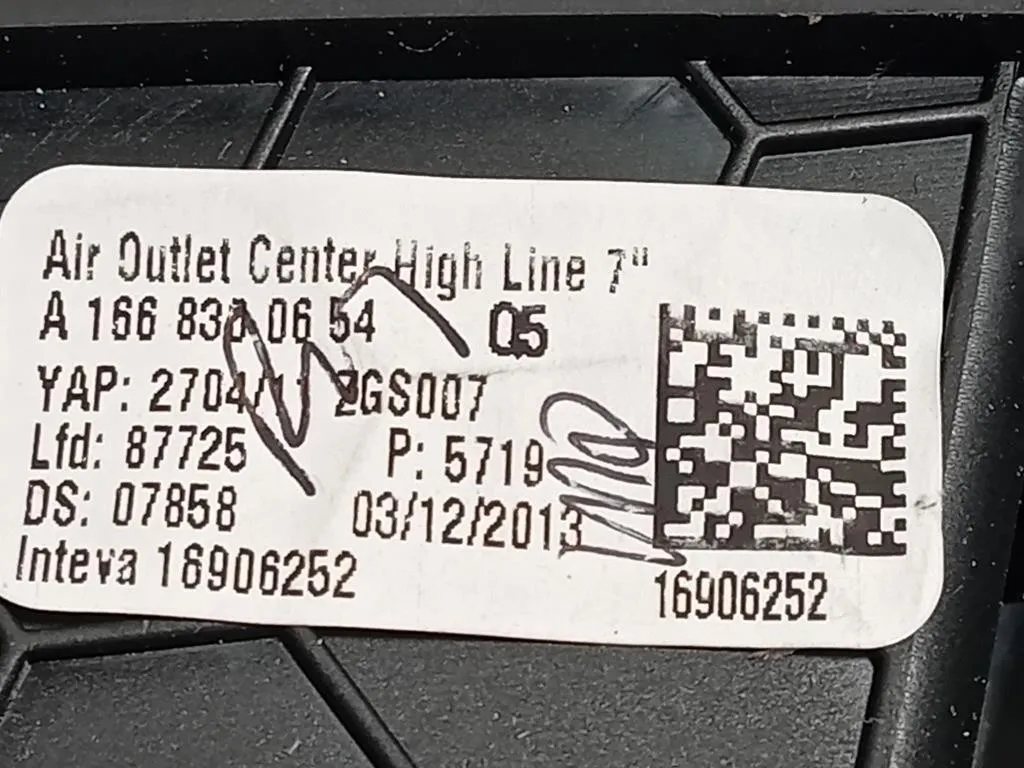 Air Outlet Center High Line 7"
A 166 830 06 54 Q5
YAP: 2704/11 2GS007
Lfd: 87725 P: 5719
DS: 07858 03/12/2013
Inteva 16906252
16906252